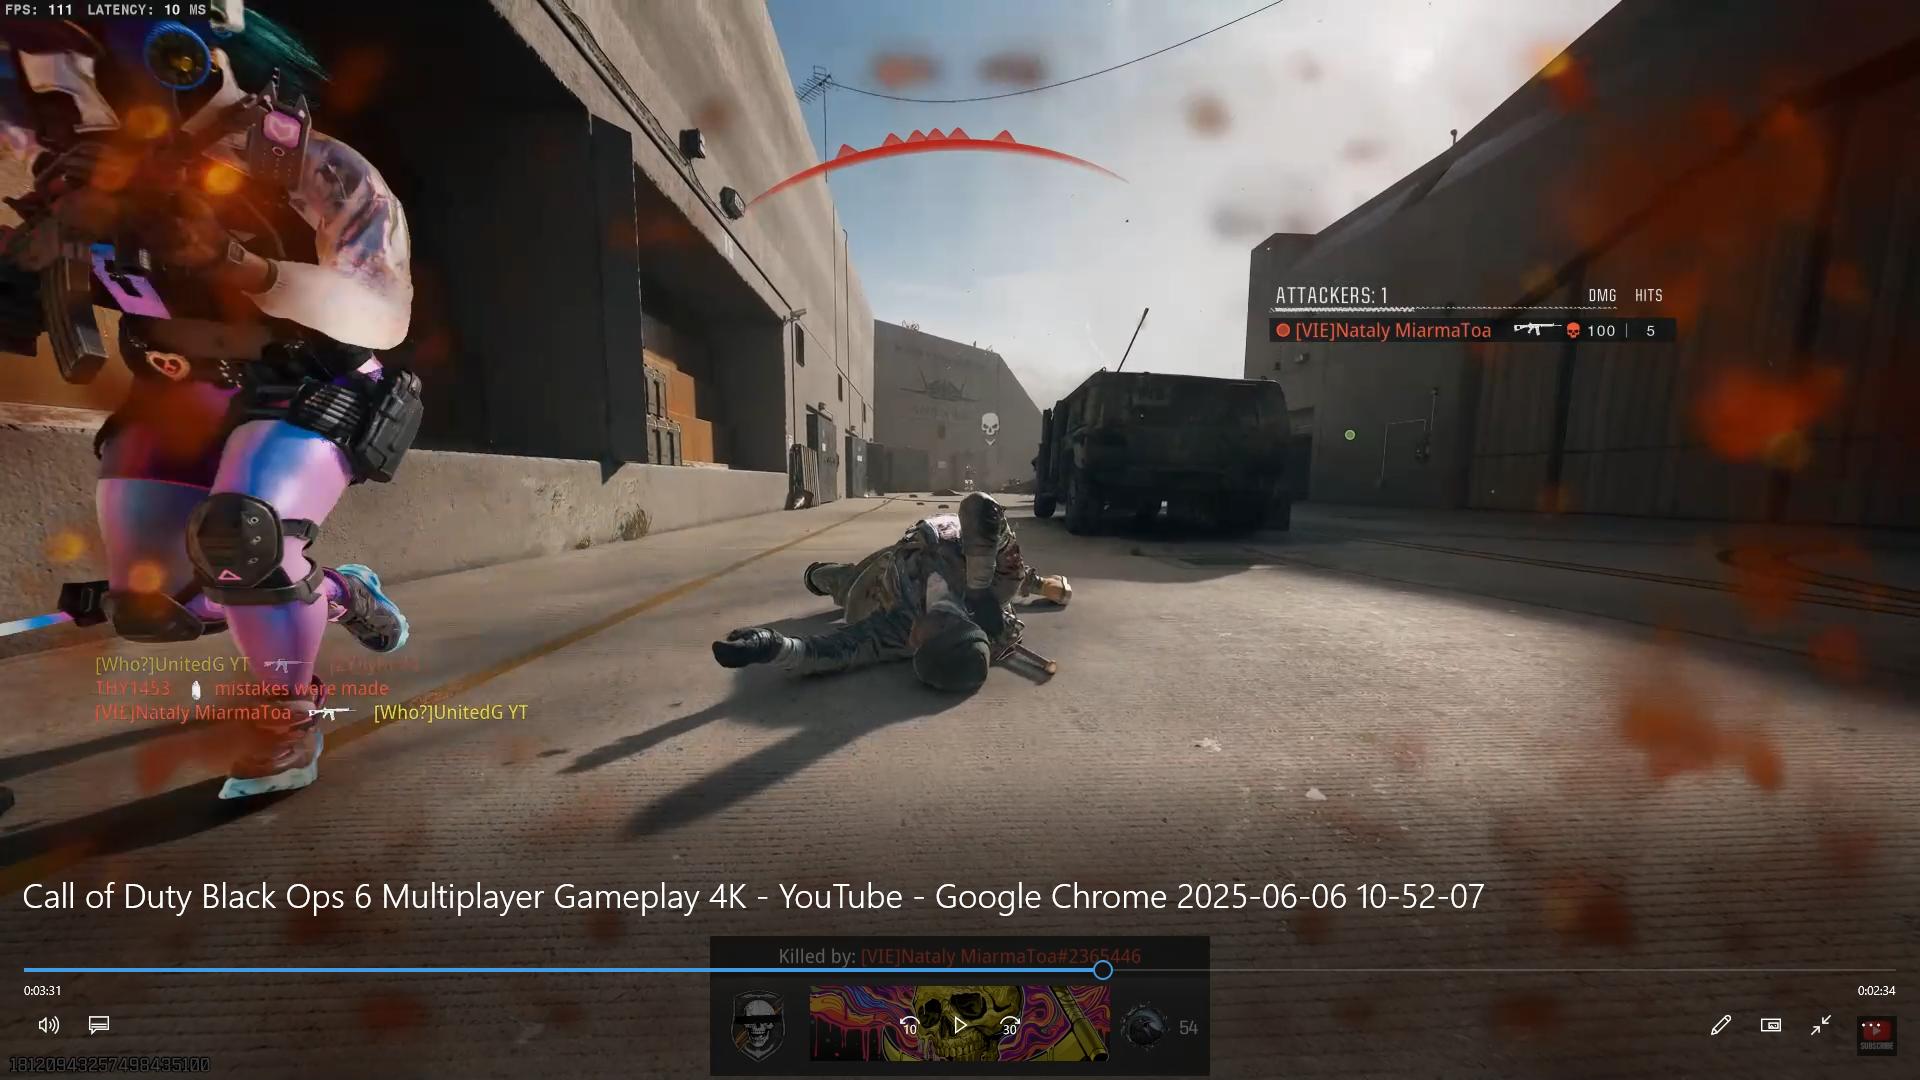 FPS: 111 LATENCY: 10 MS
ATTACKERS: 1 DMG HITS
[VIE]Nataly MiarmaToa 100 | 5
[Who?]UnitedG YT
THY1453 mistakes were made
[VIE]Nataly MiarmaToa [Who?]UnitedG YT
Call of Duty Black Ops 6 Multiplayer Gameplay 4K - YouTube - Google Chrome 2025-06-06 10-52-07
Killed by: [VIE]Nataly MiarmaToa#2365446
0:03:31
0:02:34
10
30
54
SUBSCRIBE
18120943257498435100